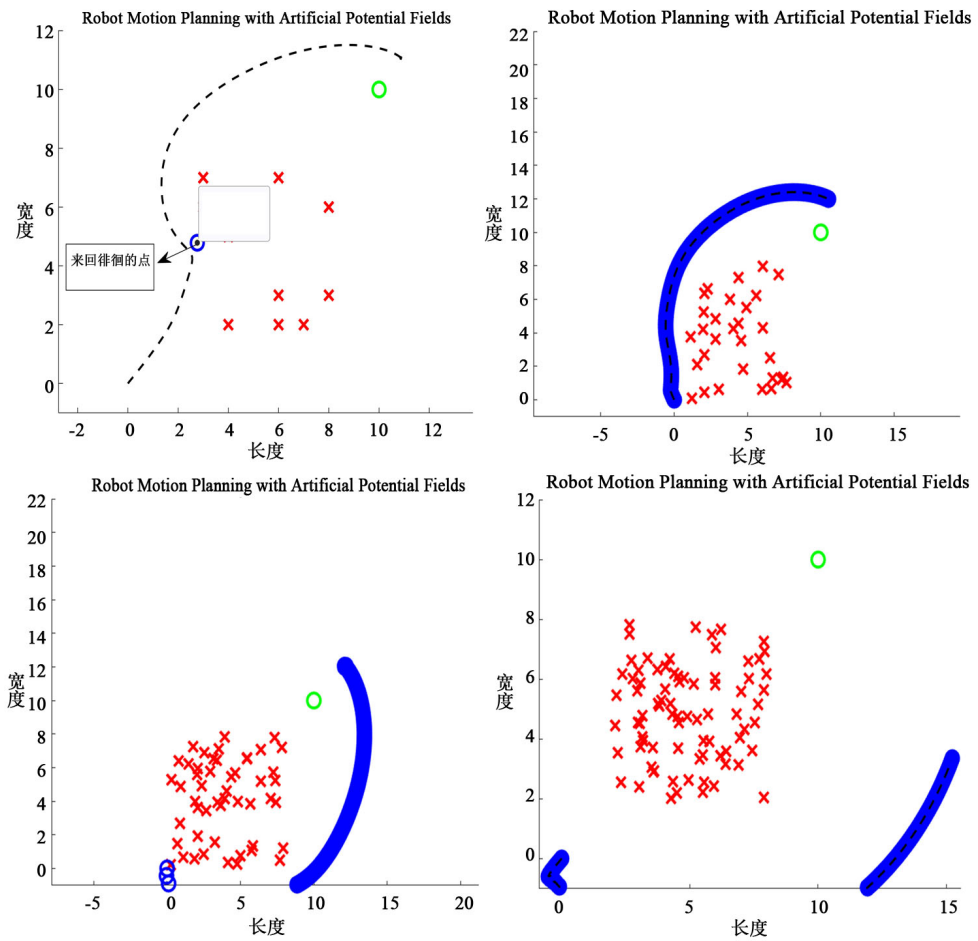 Robot Motion Planning with Artificial Potential Fields
12
10
8
6
4
2
0
宽度
来回徘徊的点
-2 0 2 4 6 8 10 12
长度
Robot Motion Planning with Artificial Potential Fields
22
20
18
16
14
12
10
8
6
4
2
0
宽度
-5 0 5 10 15
长度
Robot Motion Planning with Artificial Potential Fields
22
20
18
16
14
12
10
8
6
4
2
0
宽度
-5 0 5 10 15 20
长度
Robot Motion Planning with Artificial Potential Fields
12
10
8
6
4
2
0
宽度
0 5 10 15
长度